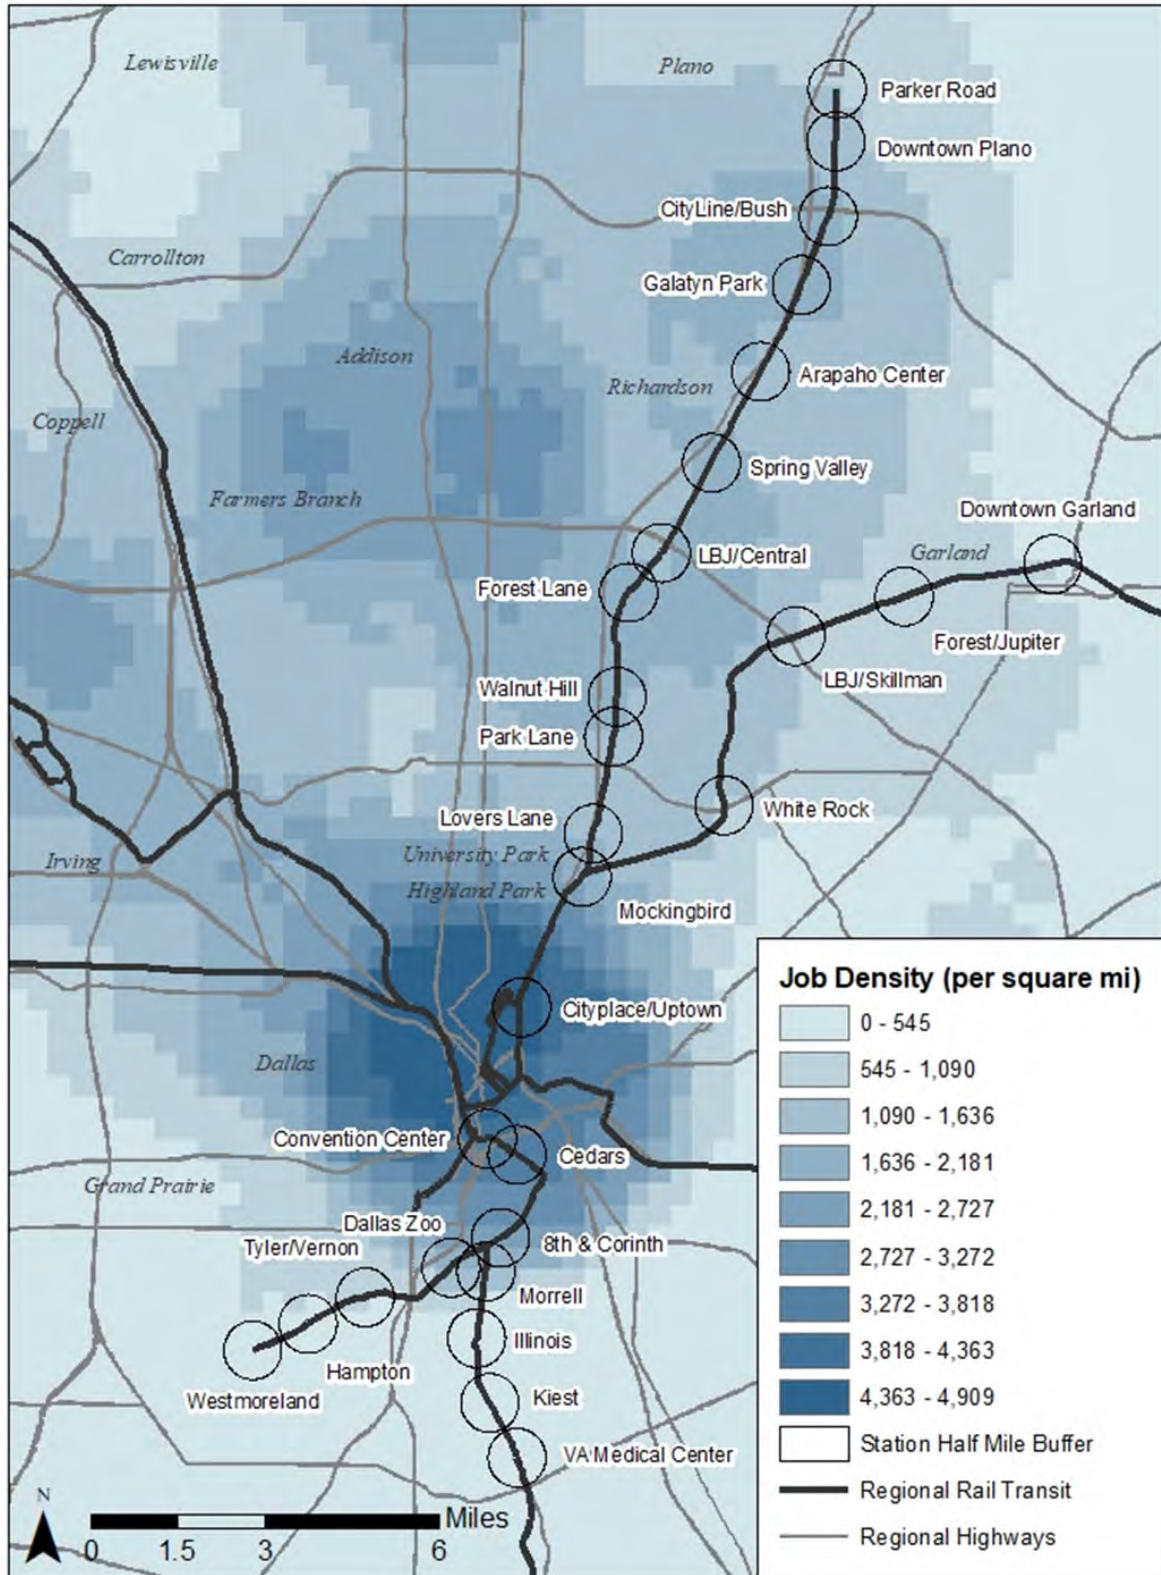 Lewisville
Plano
Parker Road
Downtown Plano
CityLine/Bush
Carrollton
Galatyn Park
Addison
Richardson
Arapaho Center
Coppell
Spring Valley
Farmers Branch
Downtown Garland
LBJ/Central
Garland
Forest Lane
Forest/Jupiter
LBJ/Skillman
Walnut Hill
Park Lane
White Rock
Lovers Lane
University Park
Irving
Highland Park
Mockingbird
Cityplace/Uptown
Dallas
Convention Center
Cedars
Grand Prairie
Dallas Zoo
Tyler/Vernon
8th & Corinth
Morrell
Illinois
Hampton
Westmoreland
Kiest
VA Medical Center
N
Miles
0 1.5 3 6
Job Density (per square mi)
0 - 545
545 - 1,090
1,090 - 1,636
1,636 - 2,181
2,181 - 2,727
2,727 - 3,272
3,272 - 3,818
3,818 - 4,363
4,363 - 4,909
Station Half Mile Buffer
Regional Rail Transit
Regional Highways